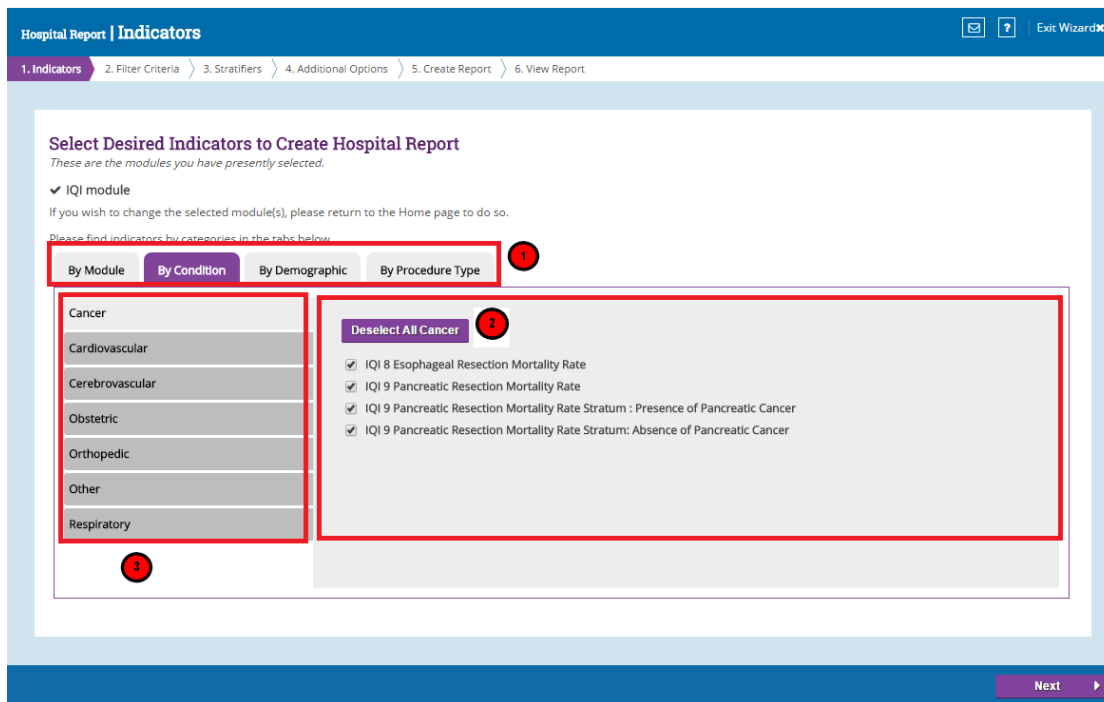 Hospital Report | Indicators
? Exit Wizard✖
1. Indicators 2. Filter Criteria 3. Stratifiers 4. Additional Options 5. Create Report 6. View Report
Select Desired Indicators to Create Hospital Report
These are the modules you have presently selected.
✔ IQI module
If you wish to change the selected module(s), please return to the Home page to do so.
Please find indicators by categories in the tabs below
By Module By Condition By Demographic By Procedure Type
1
Cancer
Cardiovascular
Cerebrovascular
Obstetric
Orthopedic
Other
Respiratory
3
Deselect All Cancer
2
IQI 8 Esophageal Resection Mortality Rate
IQI 9 Pancreatic Resection Mortality Rate
IQI 9 Pancreatic Resection Mortality Rate Stratum : Presence of Pancreatic Cancer
IQI 9 Pancreatic Resection Mortality Rate Stratum: Absence of Pancreatic Cancer
Next